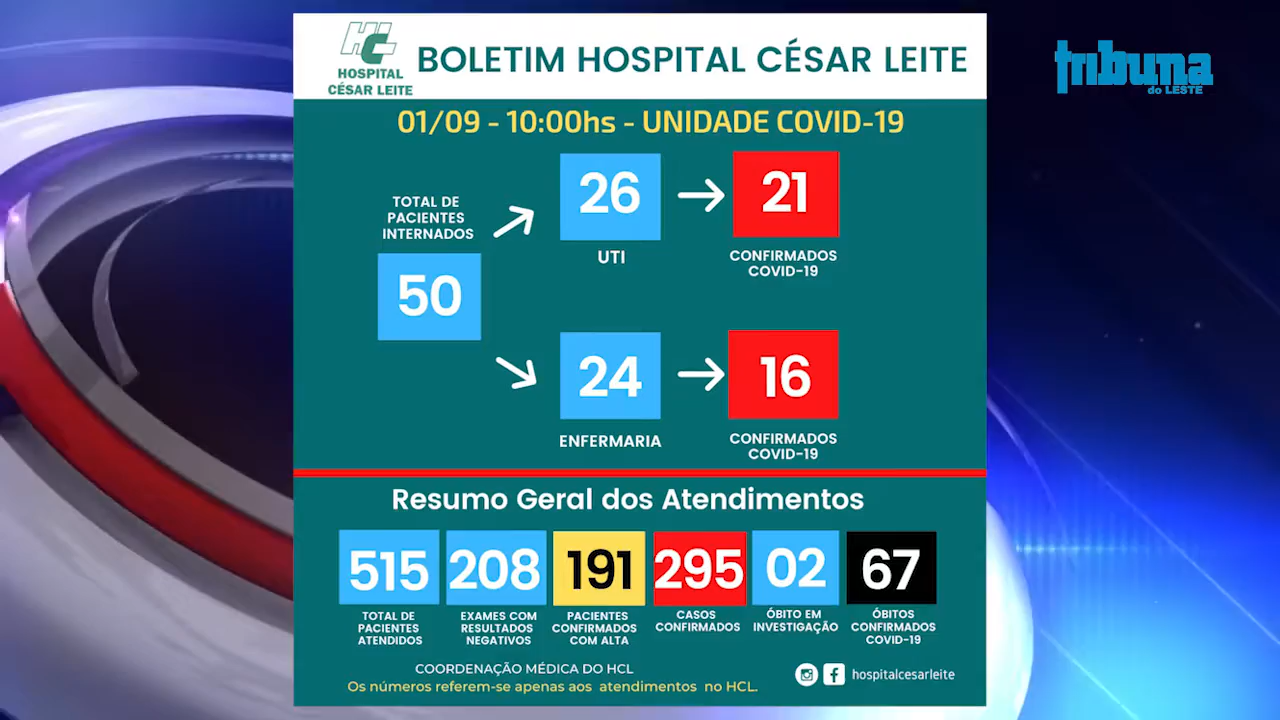 HC
HOSPITAL
CÉSAR LEITE
BOLETIM HOSPITAL CÉSAR LEITE
tribuna
do LESTE
01/09 - 10:00hs - UNIDADE COVID-19
TOTAL DE
PACIENTES
INTERNADOS
50
26
UTI
21
CONFIRMADOS
COVID-19
24
ENFERMARIA
16
CONFIRMADOS
COVID-19
Resumo Geral dos Atendimentos
515
TOTAL DE
PACIENTES
ATENDIDOS
208
EXAMES COM
RESULTADOS
NEGATIVOS
191
PACIENTES
CONFIRMADOS
COM ALTA
295
CASOS
CONFIRMADOS
02
ÓBITO EM
INVESTIGAÇÃO
67
ÓBITOS
CONFIRMADOS
COVID-19
COORDENAÇÃO MÉDICA DO HCL
Os números referem-se apenas aos atendimentos no HCL.
hospitalcesarleite